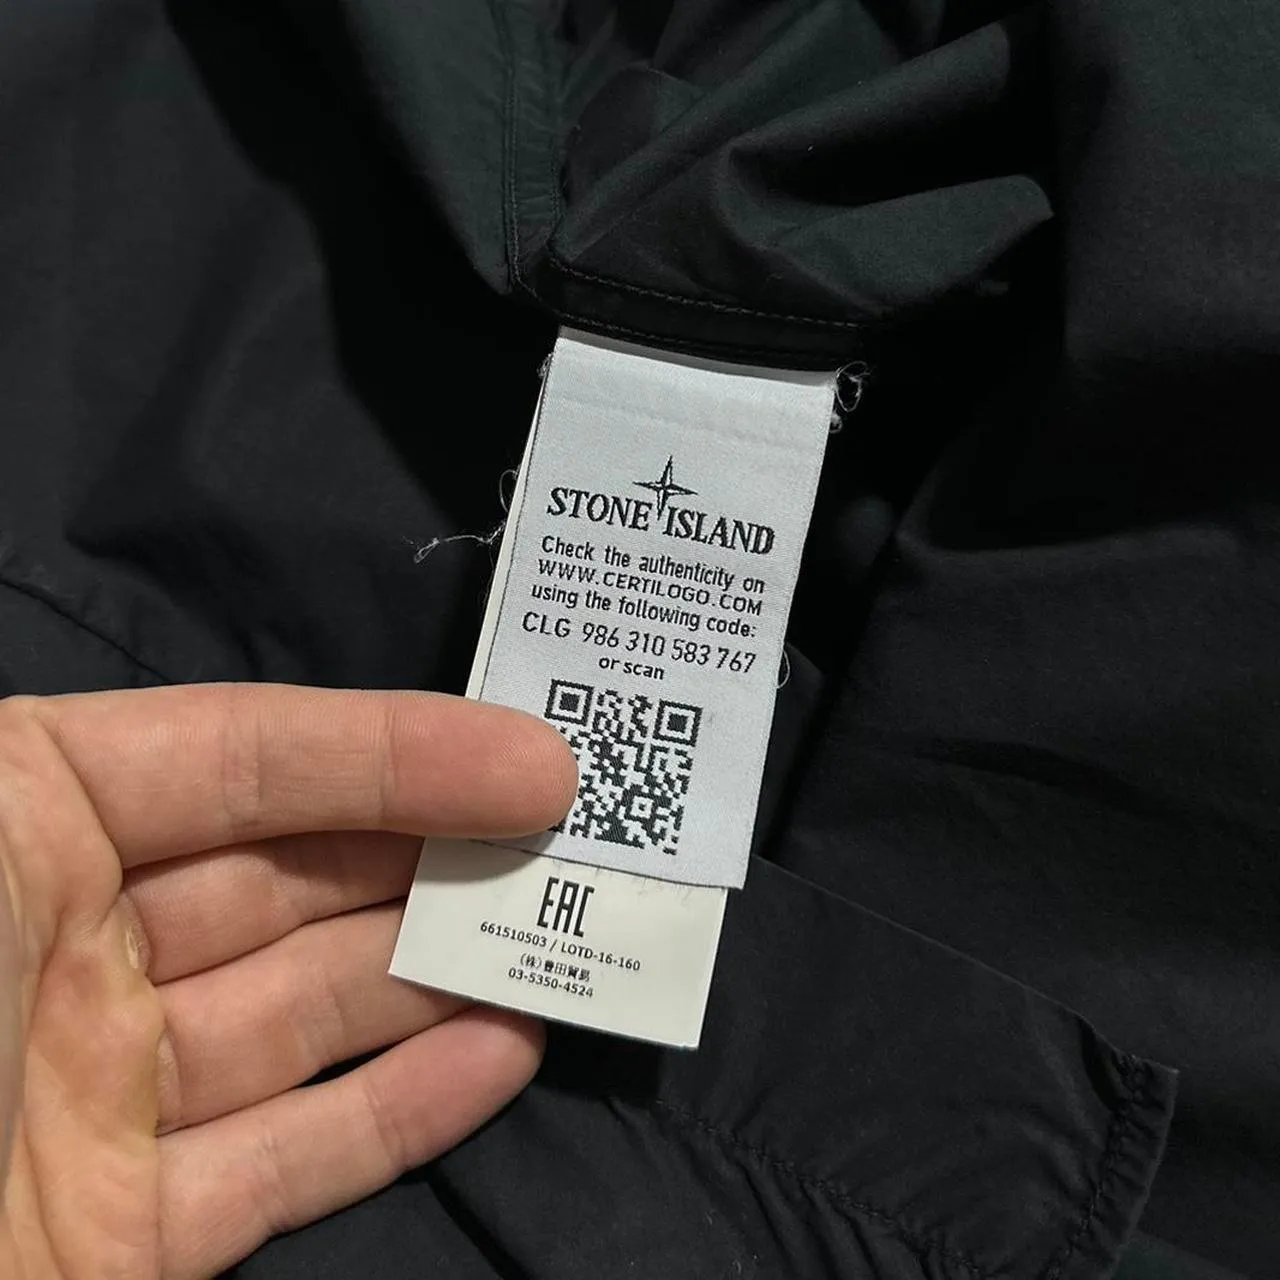 STONE ISLAND
Check the authenticity on
WWW.CERTILOGO.COM
using the following code:
CLG 986 310 583 767
or scan
EAC
661510503 / LOTD-16-160
(株)豊田貿易
03-5350-4524